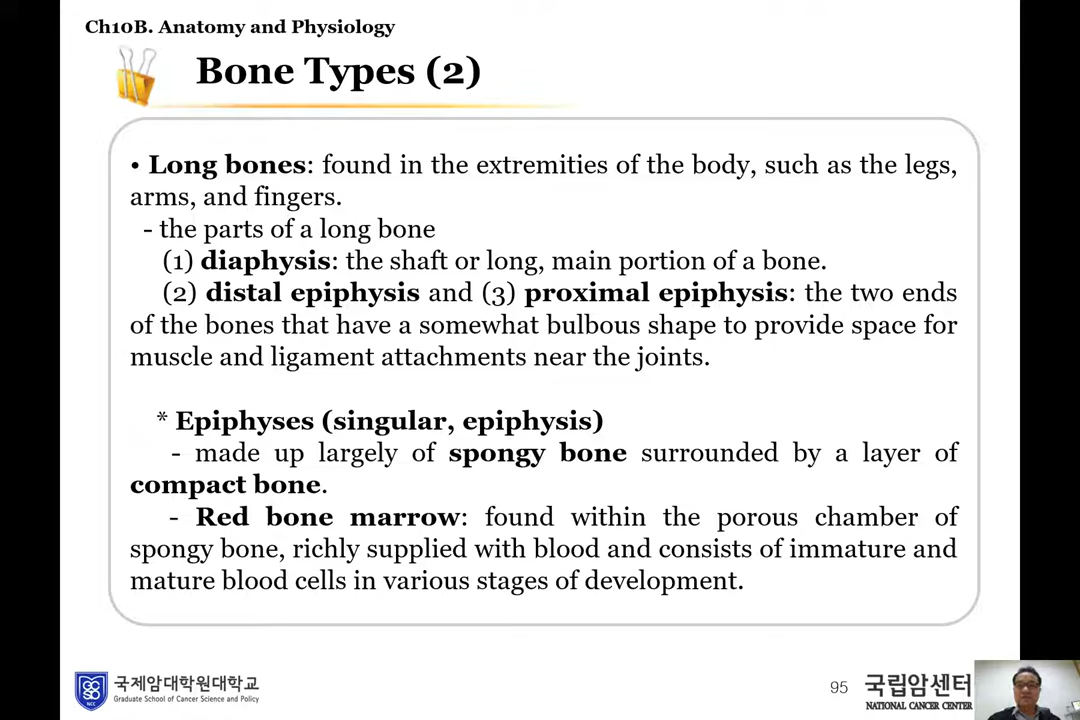 Ch10B. Anatomy and Physiology
Bone Types (2)
• Long bones: found in the extremities of the body, such as the legs,
arms, and fingers.
- the parts of a long bone
(1) diaphysis: the shaft or long, main portion of a bone.
(2) distal epiphysis and (3) proximal epiphysis: the two ends
of the bones that have a somewhat bulbous shape to provide space for
muscle and ligament attachments near the joints.
* Epiphyses (singular, epiphysis)
- made up largely of spongy bone surrounded by a layer of
compact bone.
- Red bone marrow: found within the porous chamber of
spongy bone, richly supplied with blood and consists of immature and
mature blood cells in various stages of development.
GCSP
NCC
국제암대학원대학교
Graduate School of Cancer Science and Policy
95
국립암센터
NATIONAL CANCER CENTER